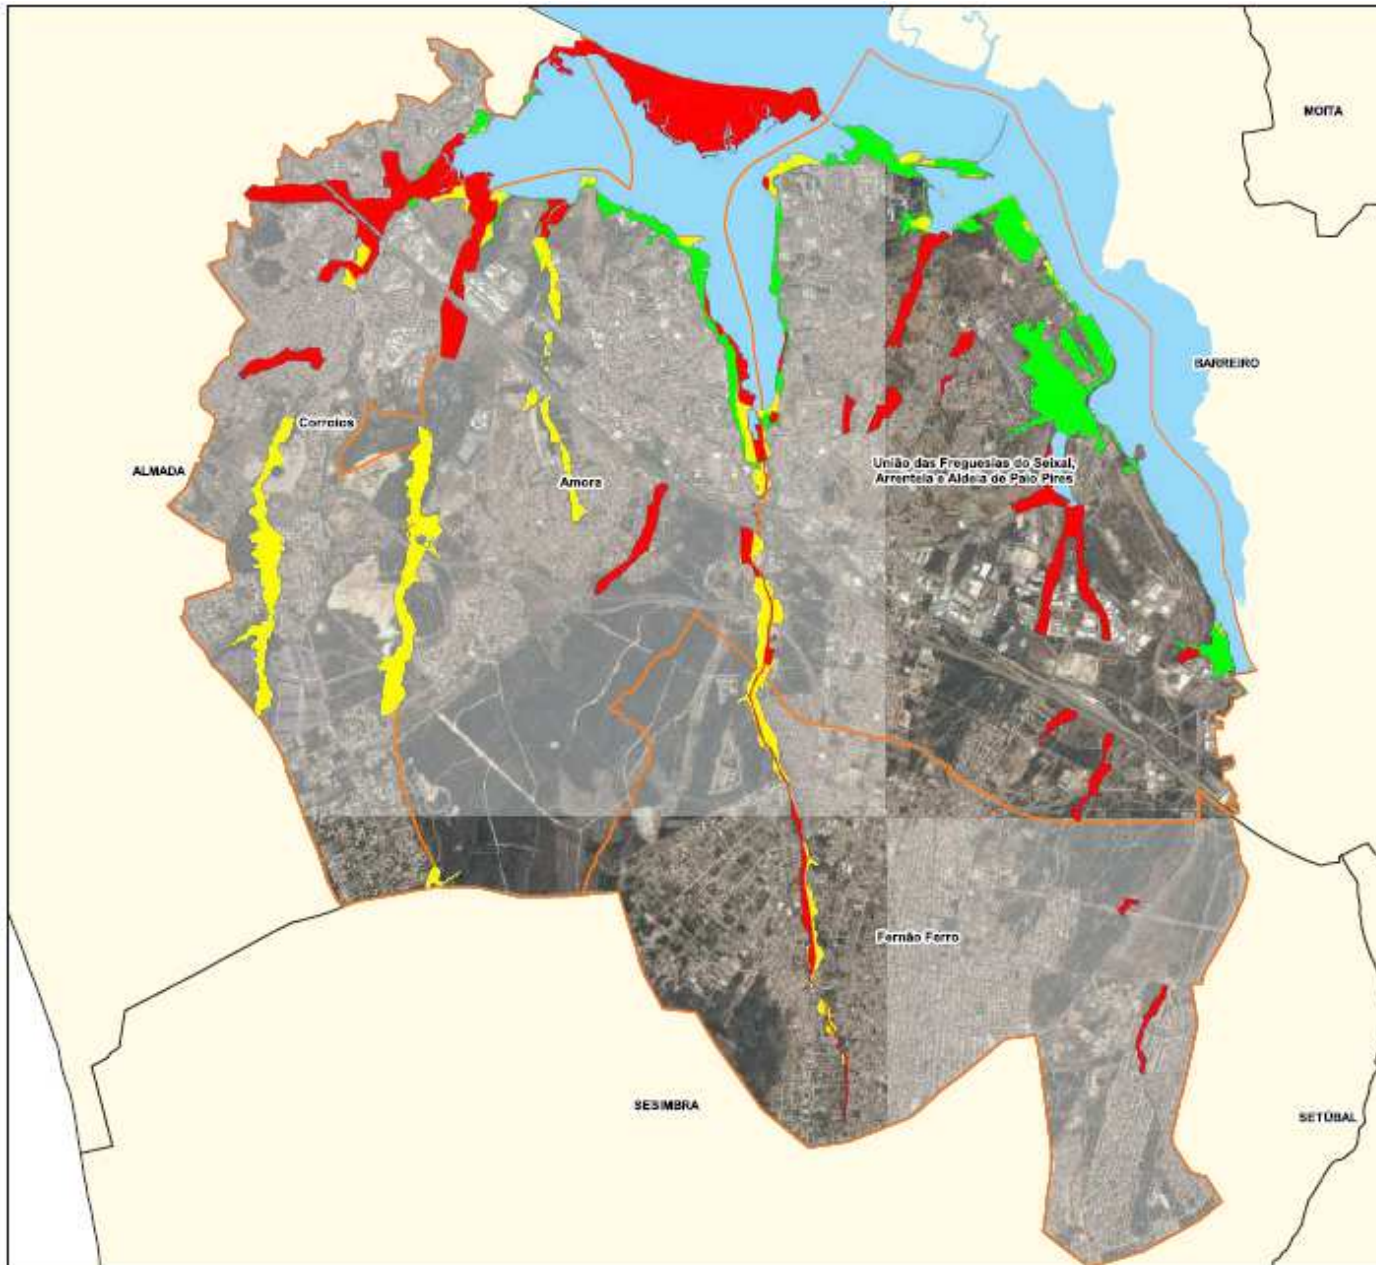 MOITA
BARREIRO
Corroios
ALMADA
Amora
União das Freguesias do Seixal,
Arrentela e Aldeia de Paio Pires
Fernão Ferro
SESIMBRA
SETÚBAL